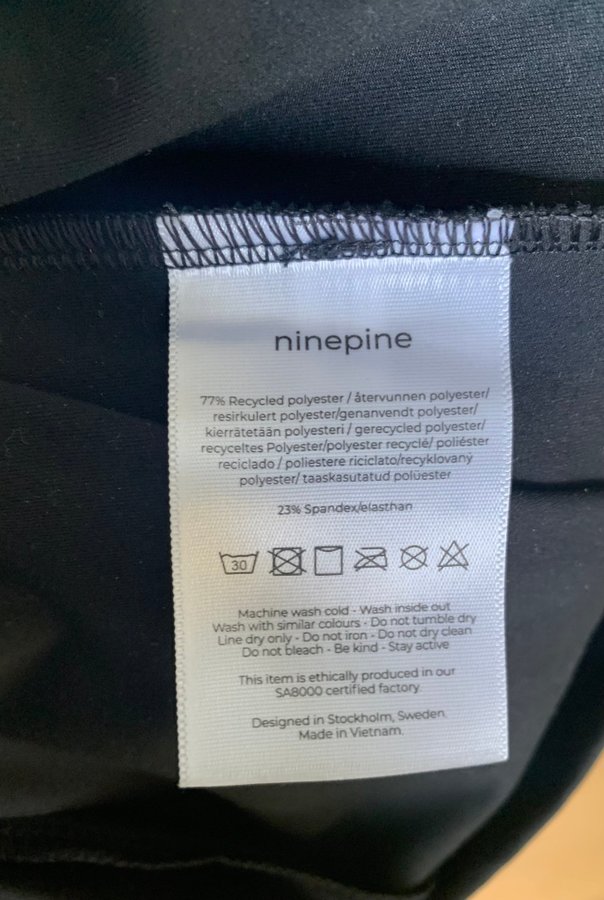 ninepine
77% Recycled polyester / återvunnen polyester/
resirkulert polyester/genanvendt polyester/
kierrätetään polyesteri / gerecycled polyester/
recyceltes Polyester/polyester recyclé/ poliéster
reciclado / poliestere riciclato/recyklovaný
polyester/ taaskasutatud polüester
23% Spandex/elasthan
30
Machine wash cold - Wash inside out
Wash with similar colours - Do not tumble dry
Line dry only - Do not iron - Do not dry clean
Do not bleach - Be kind - Stay active
This item is ethically produced in our
SA8000 certified factory.
Designed in Stockholm, Sweden.
Made in Vietnam.